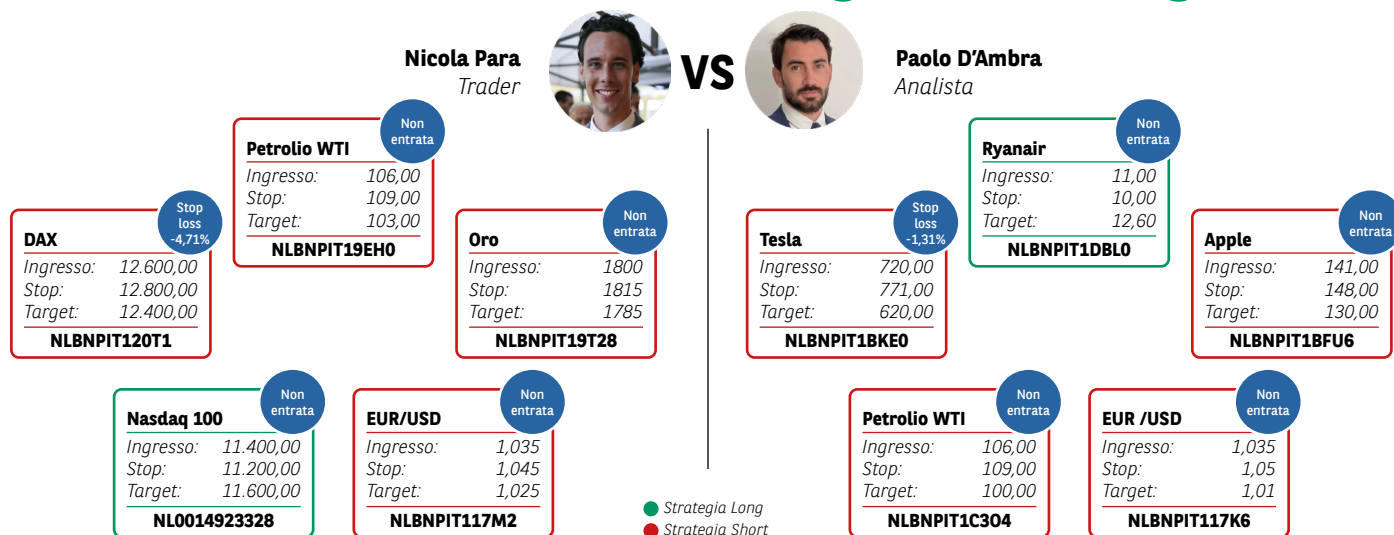 Nicola Para
Trader
VS
Paolo D'Ambra
Analista
Non
entrata
Petrolio WTI
Ingresso: 106,00
Stop: 109,00
Target: 103,00
NLBNPIT19EH0
Stop
loss
-4,71%
DAX
Ingresso: 12.600,00
Stop: 12.800,00
Target: 12.400,00
NLBNPIT120T1
Non
entrata
Oro
Ingresso: 1800
Stop: 1815
Target: 1785
NLBNPIT19T28
Non
entrata
Nasdaq 100
Ingresso: 11.400,00
Stop: 11.200,00
Target: 11.600,00
NL0014923328
Non
entrata
EUR/USD
Ingresso: 1,035
Stop: 1,045
Target: 1,025
NLBNPIT117M2
Non
entrata
Ryanair
Ingresso: 11,00
Stop: 10,00
Target: 12,60
NLBNPIT1DBL0
Stop
loss
-1,31%
Tesla
Ingresso: 720,00
Stop: 771,00
Target: 620,00
NLBNPIT1BKE0
Non
entrata
Apple
Ingresso: 141,00
Stop: 148,00
Target: 130,00
NLBNPIT1BFU6
Non
entrata
Petrolio WTI
Ingresso: 106,00
Stop: 109,00
Target: 100,00
NLBNPIT1C3O4
Non
entrata
EUR /USD
Ingresso: 1,035
Stop: 1,05
Target: 1,01
NLBNPIT117K6
Strategia Long
Strategia Short